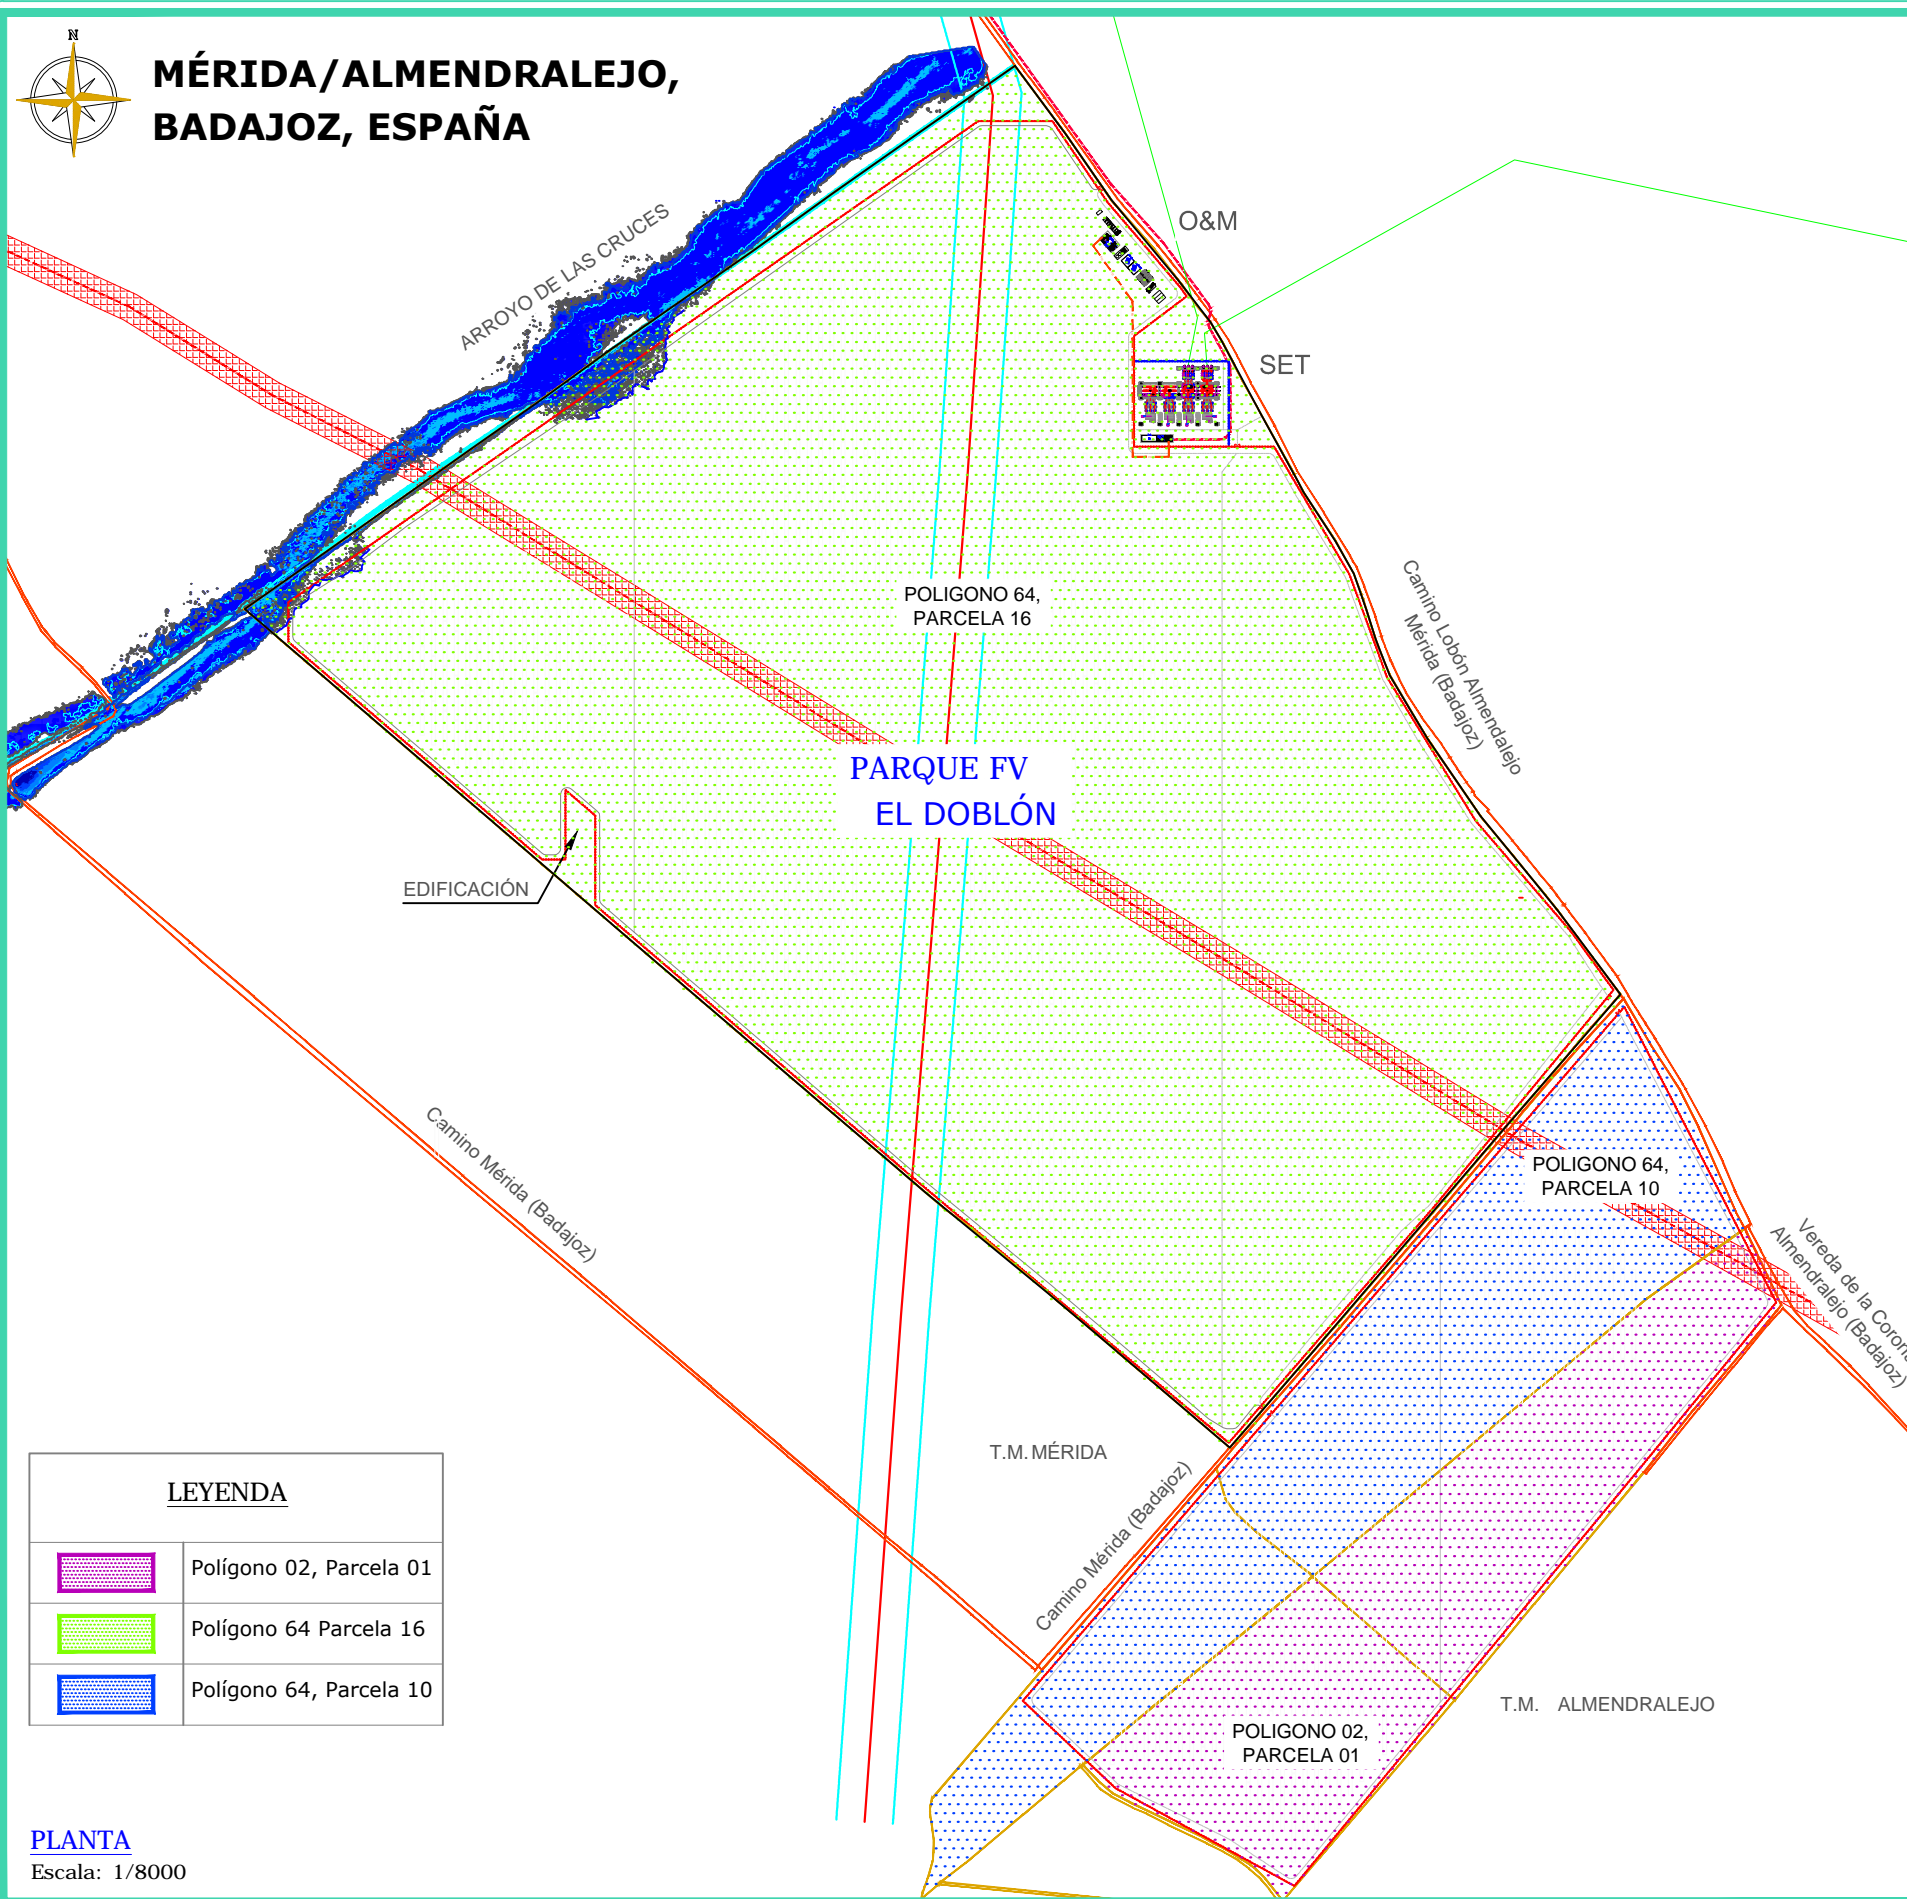 N
MÉRIDA/ALMENDRALEJO,
BADAJOZ, ESPAÑA
ARROYO DE LAS CRUCES
O&M
SET
POLIGONO 64,
PARCELA 16
Camino Lobón Almendalejo
Mérida (Badajoz)
PARQUE FV
EL DOBLÓN
EDIFICACIÓN
Camino Mérida (Badajoz)
POLIGONO 64,
PARCELA 10
Vereda de la
Almendralejo (Badajoz)
T.M. MÉRIDA
Camino Mérida (Badajoz)
LEYENDA
Polígono 02, Parcela 01
Polígono 64 Parcela 16
Polígono 64, Parcela 10
T.M. ALMENDRALEJO
POLIGONO 02,
PARCELA 01
PLANTA
Escala: 1/8000